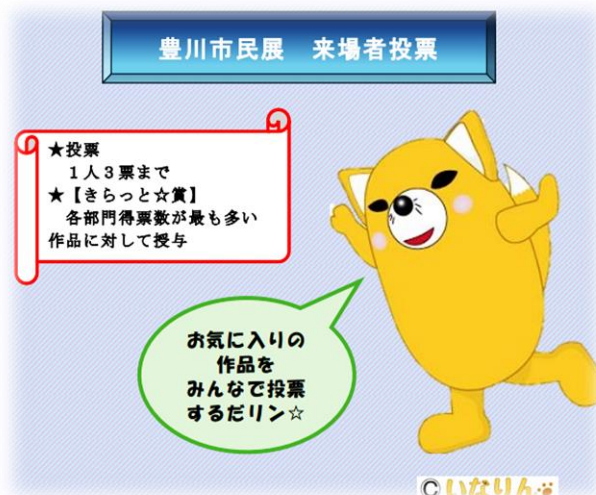 豊川市民展　来場者投票
★投票
１人３票まで
★【きらっと☆賞】
各部門得票数が最も多い
作品に対して授与
お気に入りの
作品を
みんなで投票
するだリン☆
©いなりん